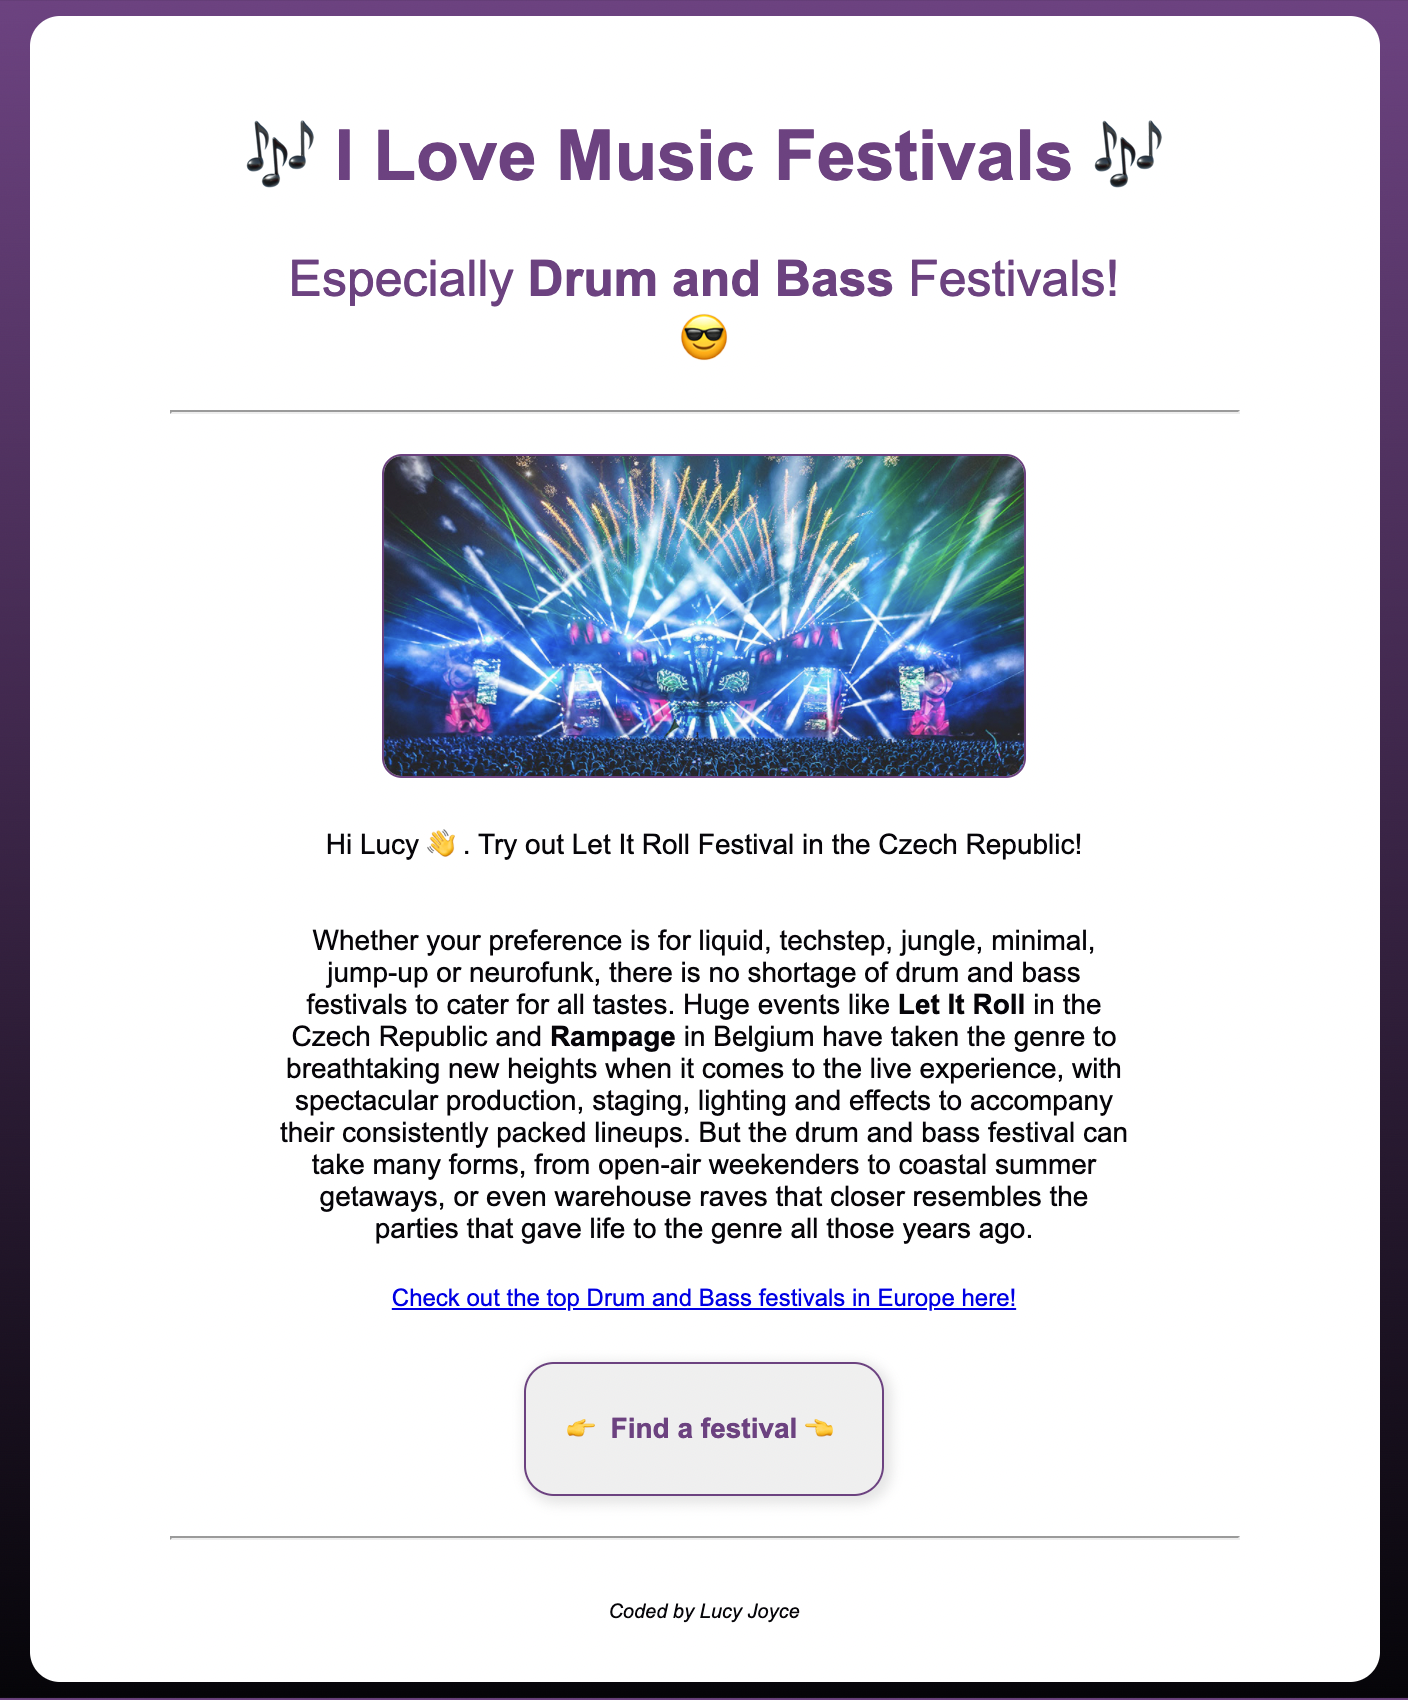 🎶 I Love Music Festivals 🎶
Especially Drum and Bass Festivals!
😎
Hi Lucy 👋 . Try out Let It Roll Festival in the Czech Republic!
Whether your preference is for liquid, techstep, jungle, minimal,
jump-up or neurofunk, there is no shortage of drum and bass
festivals to cater for all tastes. Huge events like Let It Roll in the
Czech Republic and Rampage in Belgium have taken the genre to
breathtaking new heights when it comes to the live experience, with
spectacular production, staging, lighting and effects to accompany
their consistently packed lineups. But the drum and bass festival can
take many forms, from open-air weekenders to coastal summer
getaways, or even warehouse raves that closer resembles the
parties that gave life to the genre all those years ago.
Check out the top Drum and Bass festivals in Europe here!
👉 Find a festival 👈
Coded by Lucy Joyce